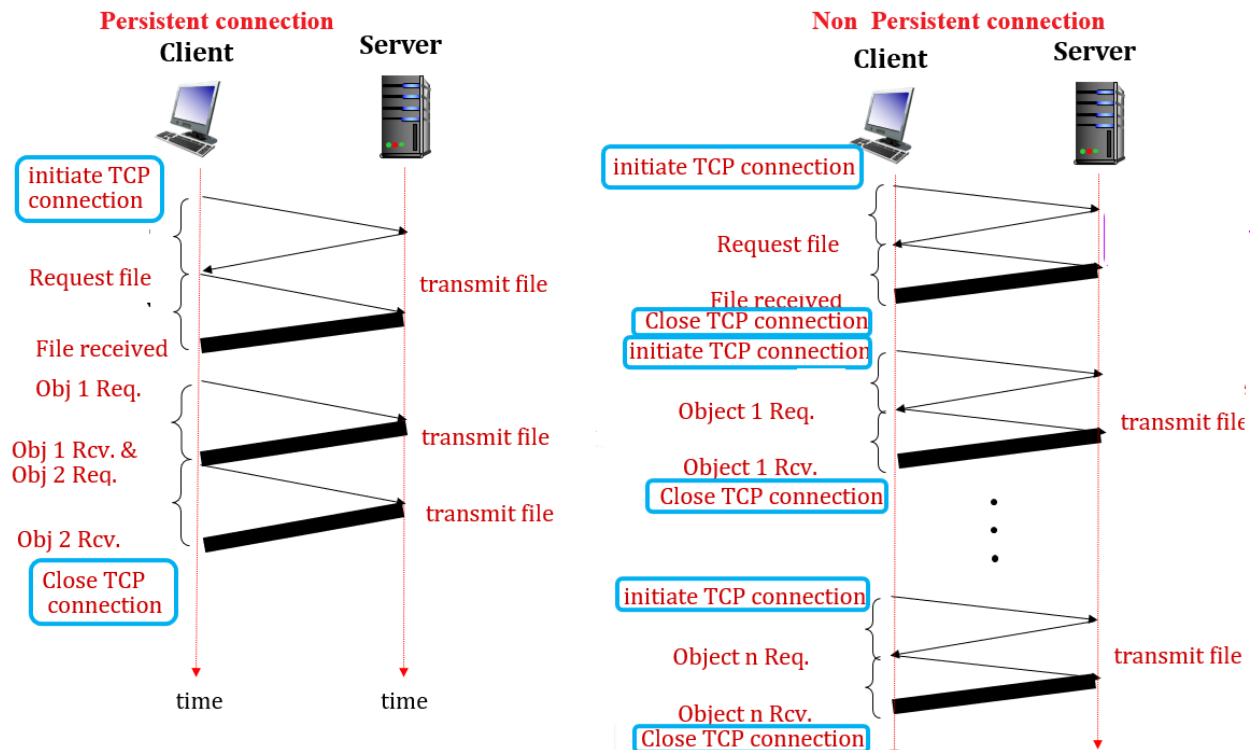 Persistent connection
Client
Server
initiate TCP
connection
Request file
transmit file
File received
Obj 1 Req.
transmit file
Obj 1 Rcv. &
Obj 2 Req.
transmit file
Obj 2 Rcv.
Close TCP
connection
time
time
Non Persistent connection
Client
Server
initiate TCP connection
Request file
File received
Close TCP connection
initiate TCP connection
Object 1 Req.
transmit file
Object 1 Rcv.
Close TCP connection
initiate TCP connection
Object n Req.
transmit file
Object n Rcv.
Close TCP connection